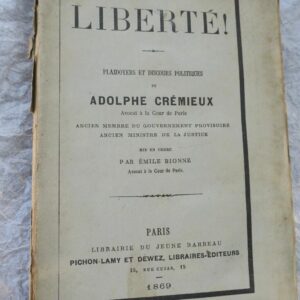 LIBERTÉ!
PLAIDOYERS ET DISCOURS POLITIQUES
DE
ADOLPHE CRÉMIEUX
Avocat à la Cour de Paris
ANCIEN MEMBRE DU GOUVERNEMENT PROVISOIRE
ANCIEN MINISTRE DE LA JUSTICE
MIS EN ORDRE
PAR ÉMILE BIONNE
Avocat à la Cour de Paris.
PARIS
LIBRAIRIE DU JEUNE BARREAU
PICHON-LAMY ET DEWEZ, LIBRAIRES-ÉDITEURS
15, RUE CUJAS, 15
1869